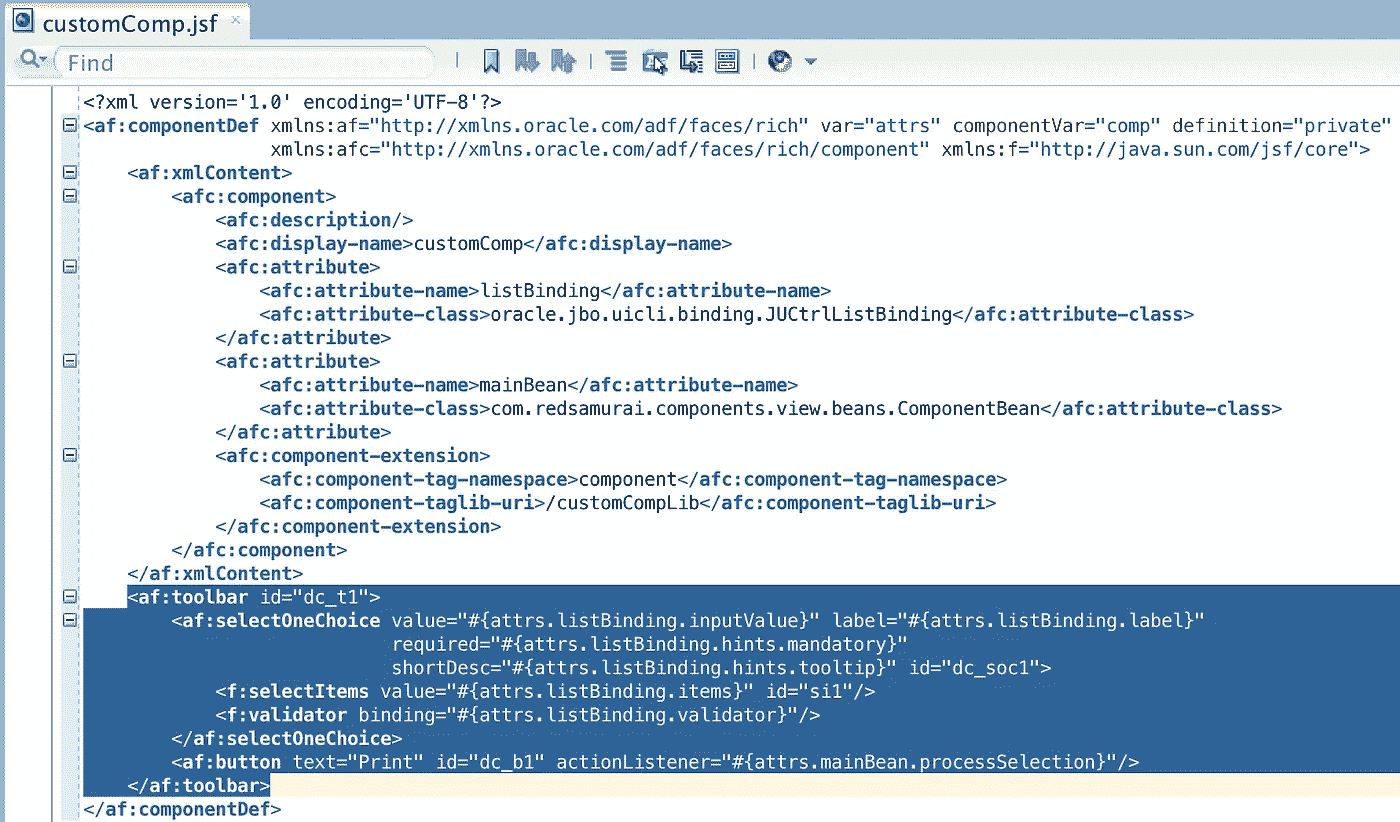 customComp.jsf
Find
<?xml version='1.0' encoding='UTF-8'?>
<af:componentDef xmlns:af="http://xmlns.oracle.com/adf/faces/rich" var="attrs" componentVar="comp" definition="private"
xmlns:afc="http://xmlns.oracle.com/adf/faces/rich/component" xmlns:f="http://java.sun.com/jsf/core">
<af:xmlContent>
<afc:component>
<afc:description/>
<afc:display-name>customComp</afc:display-name>
<afc:attribute>
<afc:attribute-name>listBinding</afc:attribute-name>
<afc:attribute-class>oracle.jbo.uicli.binding.JUCtrlListBinding</afc:attribute-class>
</afc:attribute>
<afc:attribute>
<afc:attribute-name>mainBean</afc:attribute-name>
<afc:attribute-class>com.redsamurai.components.view.beans.ComponentBean</afc:attribute-class>
</afc:attribute>
<afc:component-extension>
<afc:component-tag-namespace>component</afc:component-tag-namespace>
<afc:component-taglib-uri>/customCompLib</afc:component-taglib-uri>
</afc:component-extension>
</afc:component>
</af:xmlContent>
<af:toolbar id="dc_t1">
<af:selectOneChoice value="#{attrs.listBinding.inputValue}" label="#{attrs.listBinding.label}"
required="#{attrs.listBinding.hints.mandatory}"
shortDesc="#{attrs.listBinding.hints.tooltip}" id="dc_soc1">
<f:selectItems value="#{attrs.listBinding.items}" id="si1"/>
<f:validator binding="#{attrs.listBinding.validator}"/>
</af:selectOneChoice>
<af:button text="Print" id="dc_b1" actionListener="#{attrs.mainBean.processSelection}"/>
</af:toolbar>
</af:componentDef>